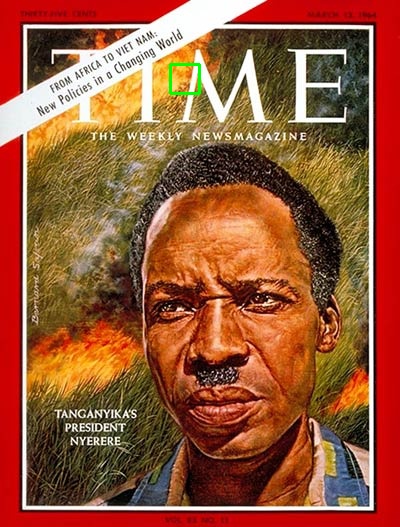 THIRTY-FIVE CENTS
MARCH 13, 1964
FROM AFRICA TO VIET NAM:
New Policies in a Changing World
TIME
THE WEEKLY NEWSMAGAZINE
TANGANYIKA'S
PRESIDENT
NYERERE